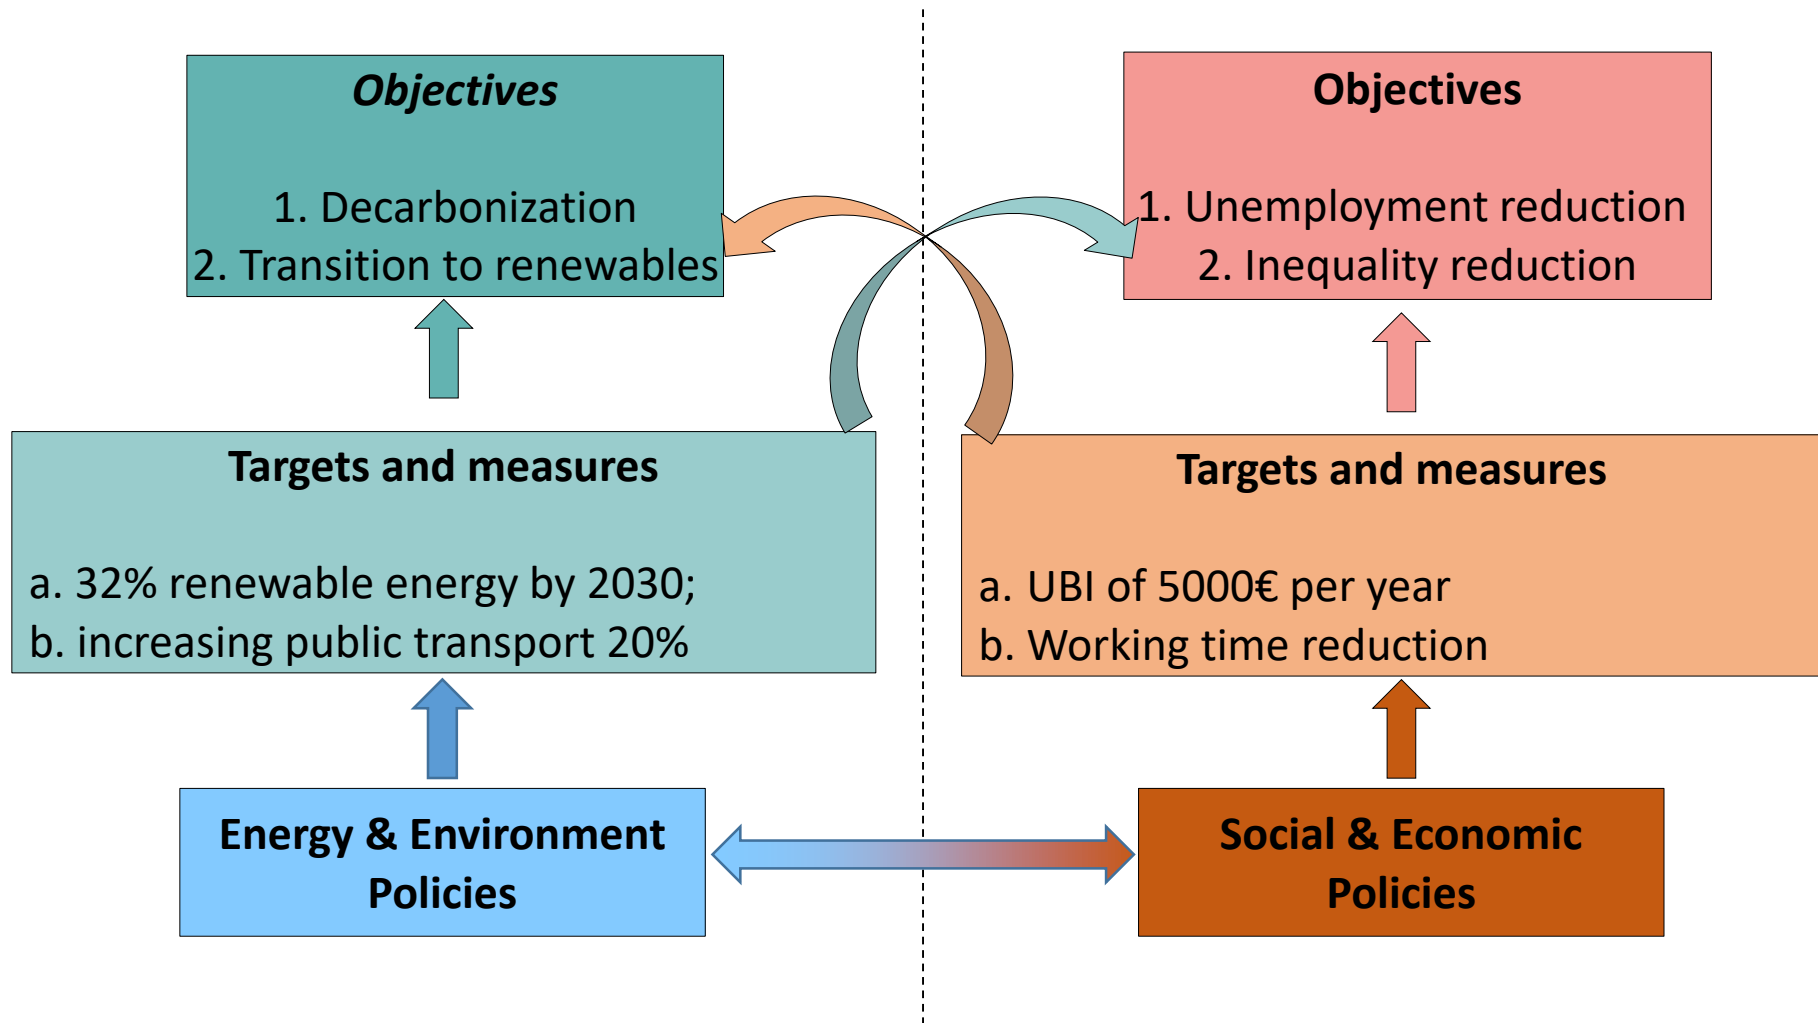 Objectives
1. Decarbonization
2. Transition to renewables
Targets and measures
a. 32% renewable energy by 2030;
b. increasing public transport 20%
Energy & Environment
Policies
Objectives
1. Unemployment reduction
2. Inequality reduction
Targets and measures
a. UBI of 5000€ per year
b. Working time reduction
Social & Economic
Policies